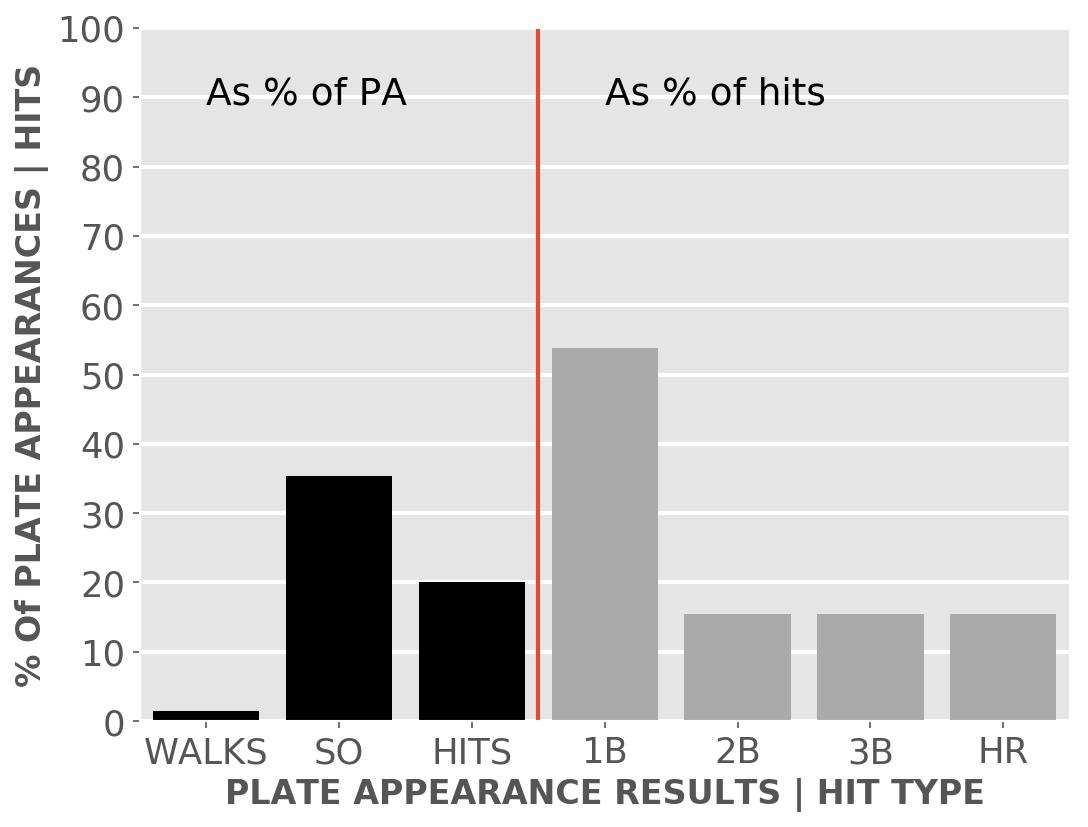 % Of PLATE APPEARANCES | HITS
100
90
80
70
60
50
40
30
20
10
0
As % of PA
As % of hits
WALKS SO HITS 1B 2B 3B HR
PLATE APPEARANCE RESULTS | HIT TYPE